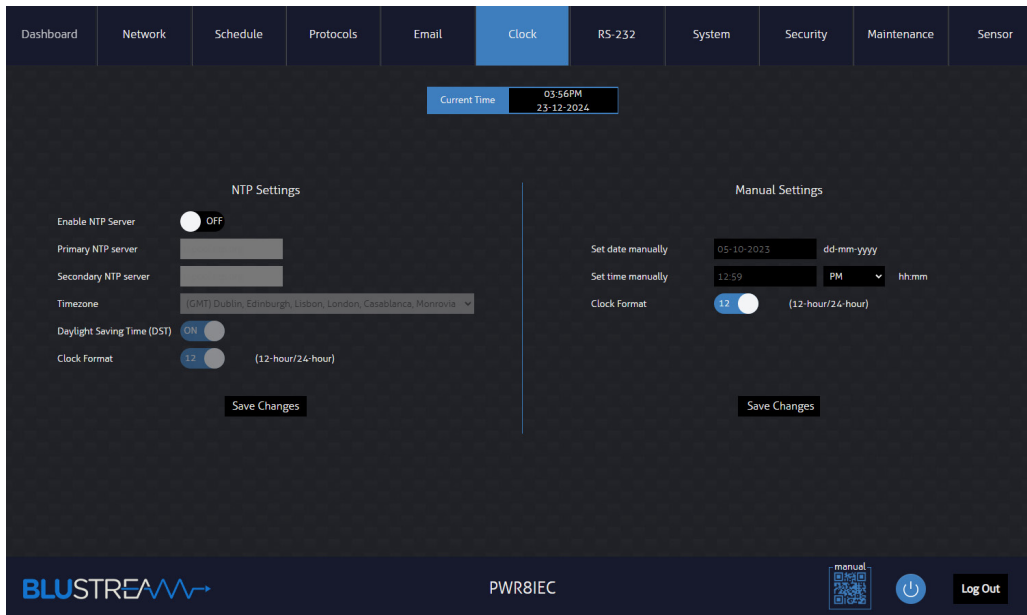 Dashboard Network Schedule Protocols Email Clock RS-232 System Security Maintenance Sensor
Current Time 03:56PM
23-12-2024
NTP Settings
Enable NTP Server OFF
Primary NTP server
Secondary NTP server
Timezone (GMT) Dublin, Edinburgh, Lisbon, London, Casablanca, Monrovia
Daylight Saving Time (DST) ON
Clock Format 12 (12-hour/24-hour)
Save Changes
Manual Settings
Set date manually 05-10-2023 dd-mm-yyyy
Set time manually 12:59 PM hh:mm
Clock Format 12 (12-hour/24-hour)
Save Changes
BLUSTREAM
PWR8IEC
manual
Log Out